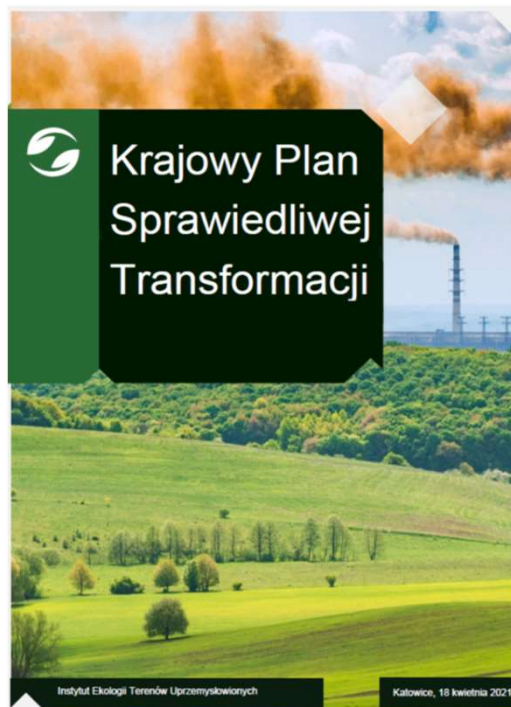 Krajowy Plan
Sprawiedliwej
Transformacji
Instytut Ekologii Terenów Uprzemysłowionych
Katowice, 18 kwietnia 2021